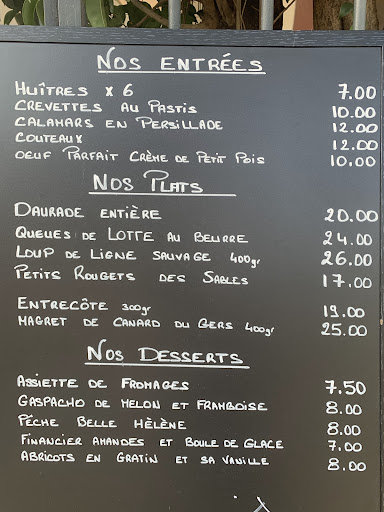 Nos ENTRÉES
HUÎTRES x 6 7.00
CREVETTES AU PASTIS 10.00
CALAMARS EN PERSILLADE 12.00
COUTEAUX 12.00
OEUF PARFAIT CRÈME DE PETIT POIS 10.00
Nos PLATS
DAURADE ENTIÈRE 20.00
QUEUES DE LOTTE AU BEURRE 24.00
LOUP DE LIGNE SAUVAGE 400gr 26.00
PETITS ROUGETS DES SABLES 17.00
ENTRECÔTE 300gr 19.00
MAGRET DE CANARD DU GERS 400gr 25.00
Nos DESSERTS
ASSIETTE DE FROMAGES 7.50
GASPACHO DE MELON ET FRAMBOISE 8.00
PÊCHE BELLE HÉLÈNE 8.00
FINANCIER AMANDES ET BOULE DE GLACE 7.00
ABRICOTS EN GRATIN ET SA VANILLE 8.00